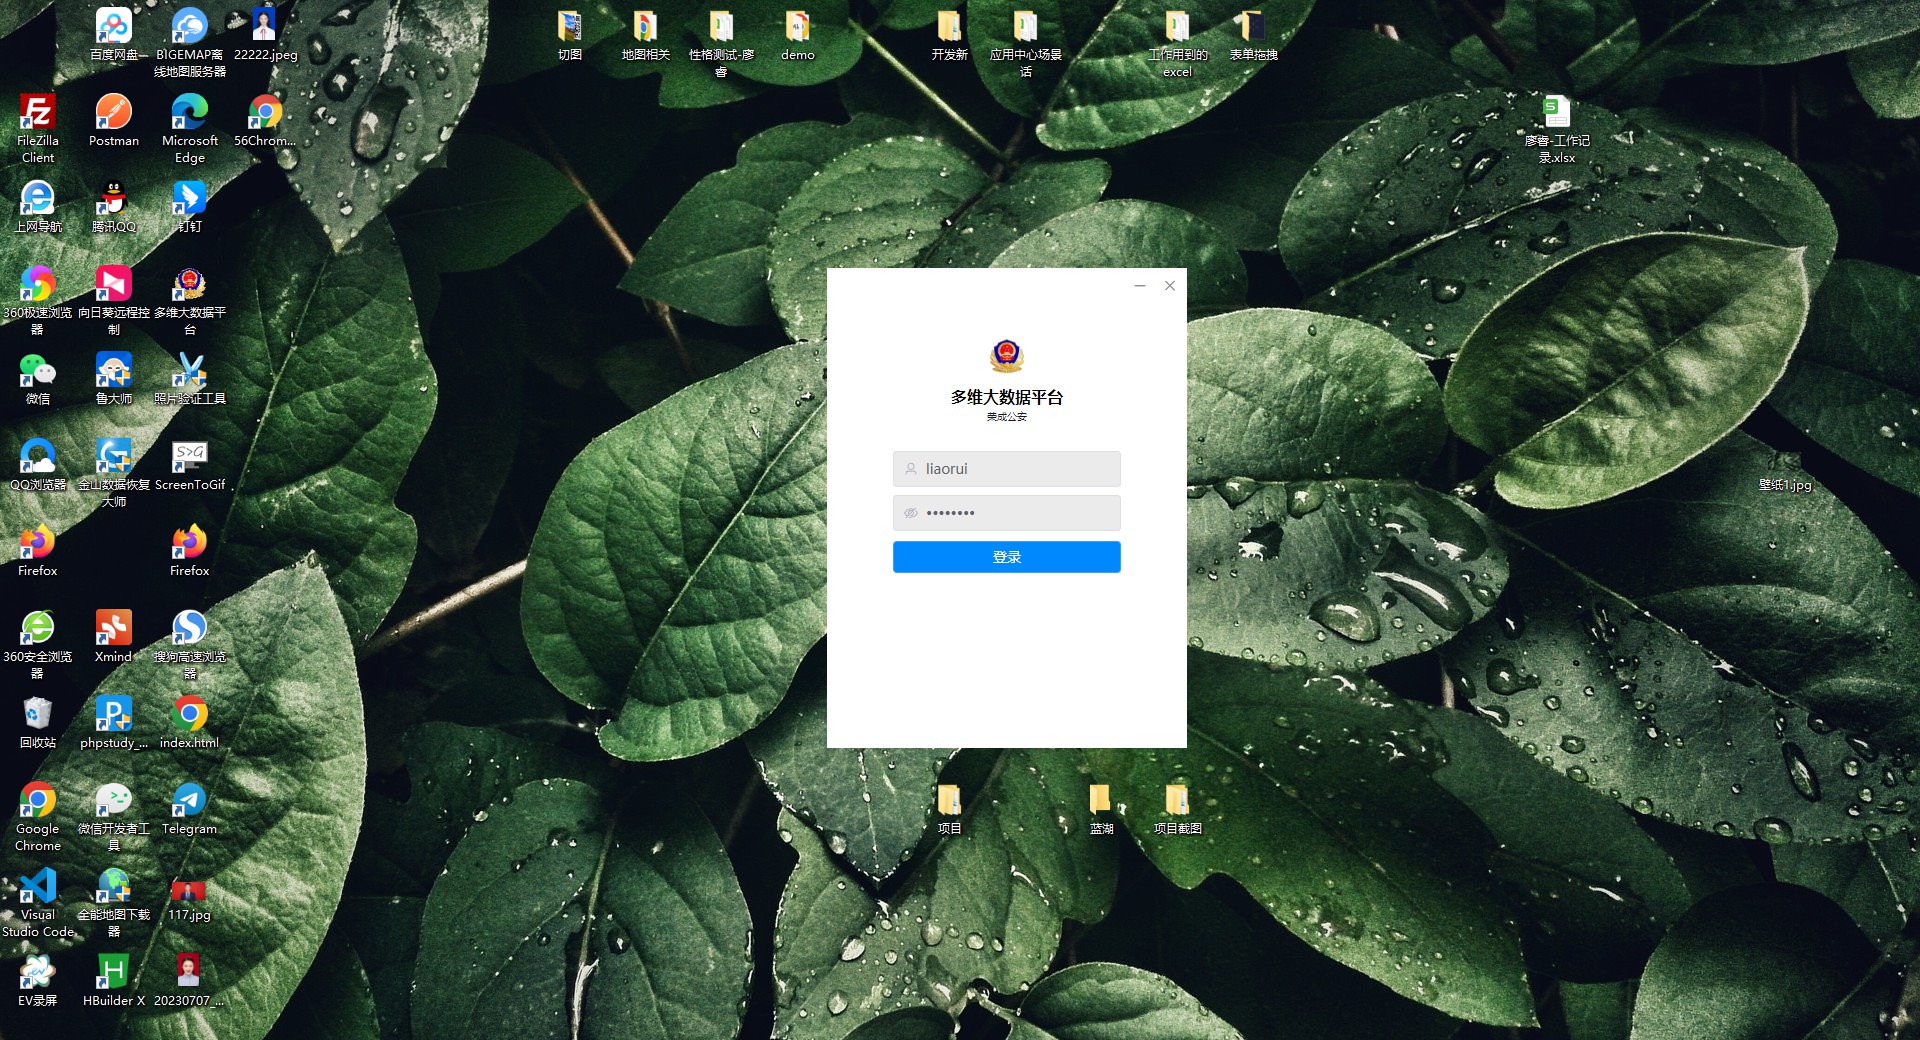 百度网盘—
BIGEMAP离
线地图服务器
22222.jpeg
切图
地图相关
性格测试-廖
睿
demo
开发新
应用中心场景
话
工作用到的
excel
表单拖拽
FileZilla
Client
Postman
Microsoft
Edge
56Chrom...
廖睿-工作记
录.xlsx
上网导航
腾讯QQ
钉钉
360极速浏览
器
向日葵远程控
制
多维大数据平
台
多维大数据平台
荣成公安
liaorui
••••••••
登录
微信
鲁大师
照片验证工具
QQ浏览器
金山数据恢复
大师
ScreenToGif
壁纸1.jpg
Firefox
Firefox
360安全浏览
器
Xmind
搜狗高速浏览
器
回收站
phpstudy_...
index.html
Google
Chrome
微信开发者工
具
Telegram
项目
蓝湖
项目截图
Visual
Studio Code
全能地图下载
器
117.jpg
EV录屏
HBuilder X
20230707_...